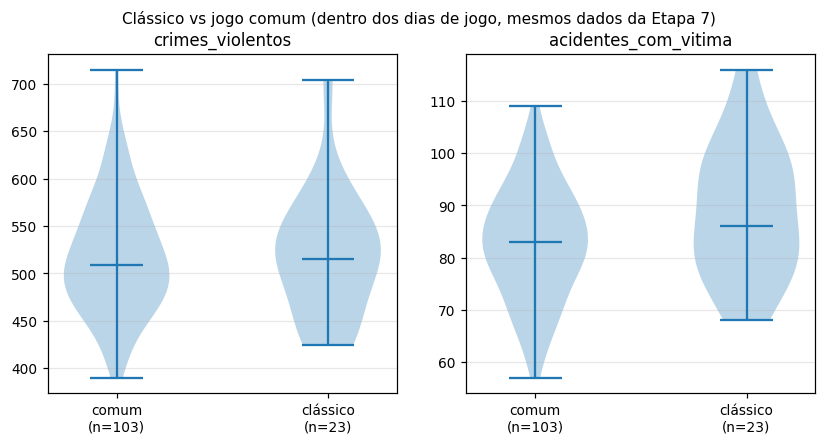 Clássico vs jogo comum (dentro dos dias de jogo, mesmos dados da Etapa 7)
crimes_violentos
700
650
600
550
500
450
400
comum
(n=103)
clássico
(n=23)
acidentes_com_vitima
110
100
90
80
70
60
comum
(n=103)
clássico
(n=23)